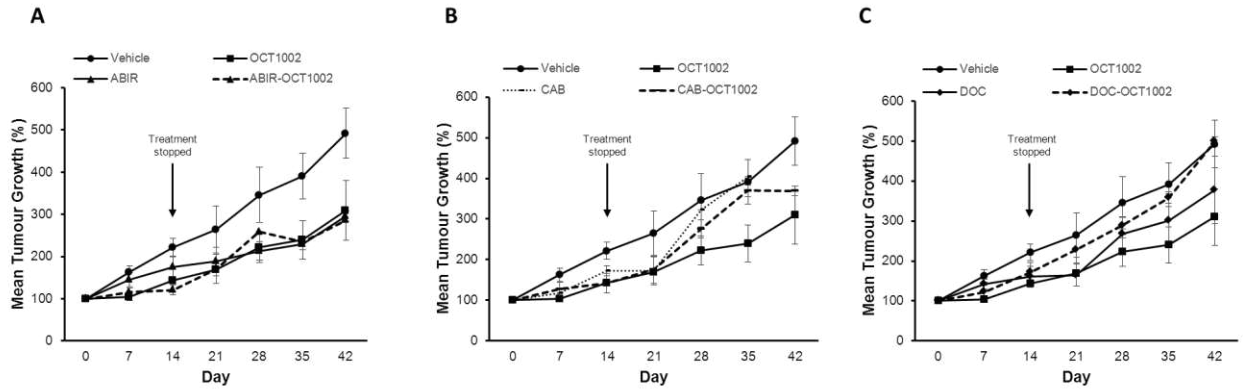 A
Vehicle
OCT1002
ABIR
ABIR-OCT1002
600
500
400
300
200
100
0
Mean Tumour Growth (%)
Treatment
stopped
0 7 14 21 28 35 42
Day
B
Vehicle
OCT1002
CAB
CAB-OCT1002
600
500
400
300
200
100
0
Mean Tumour Growth (%)
Treatment
stopped
0 7 14 21 28 35 42
Day
C
Vehicle
OCT1002
DOC
DOC-OCT1002
600
500
400
300
200
100
0
Mean Tumour Growth (%)
Treatment
stopped
0 7 14 21 28 35 42
Day